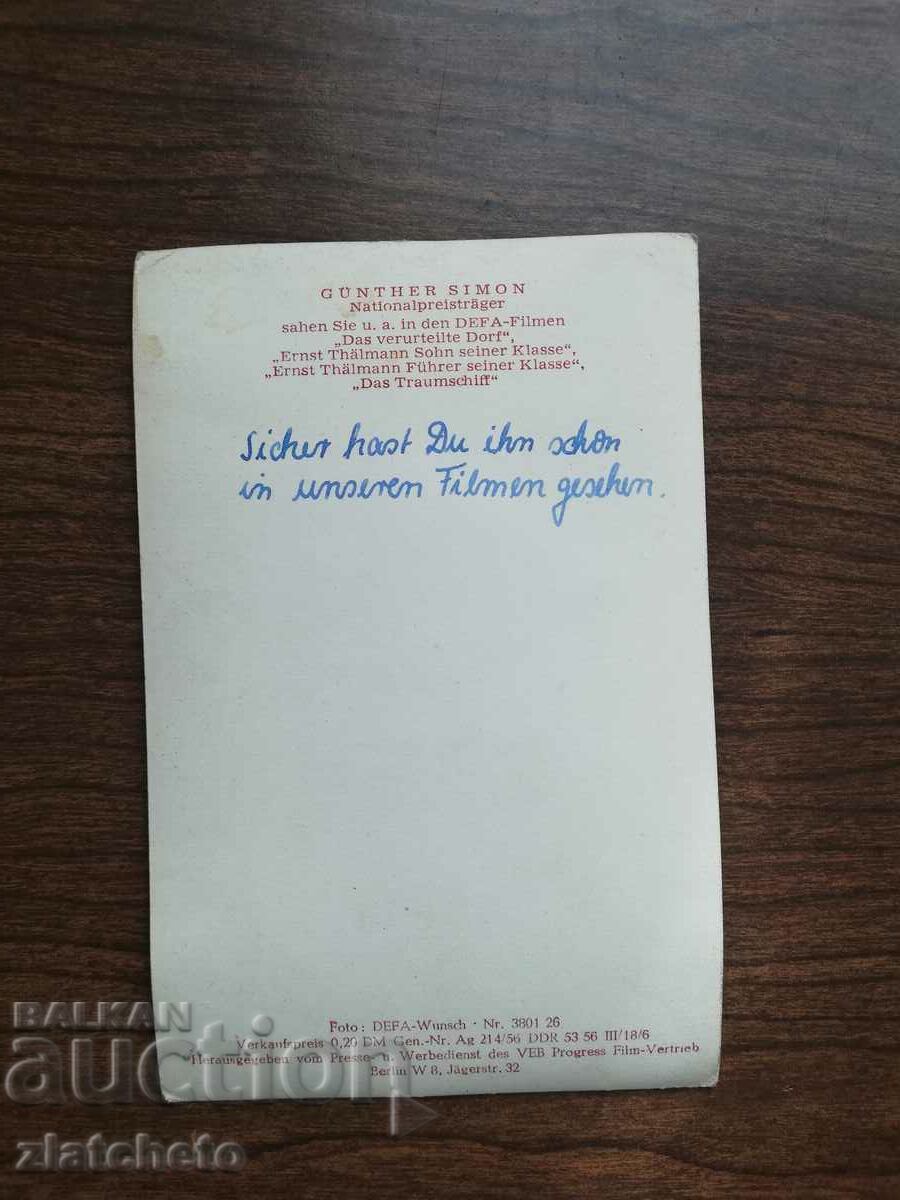 GÜNTHER SIMON
Nationalpreisträger
sahen Sie u. a. in den DEFA-Filmen
„Das verurteilte Dorf“,
„Ernst Thälmann Sohn seiner Klasse“,
„Ernst Thälmann Führer seiner Klasse“,
„Das Traumschiff“
Sicher hast Du ihn schon
in unseren Filmen gesehen.
Foto: DEFA-Wunsch · Nr. 3801 26
Verkaufspreis 0,20 DM Gen.-Nr. Ag 214/56 DDR 53 56 III/18/6
Herausgegeben vom Presse- u. Werbedienst des VEB Progress Film-Vertrieb
Berlin W 8, Jägerstr. 32
BALKAN
auction
zlatcheto